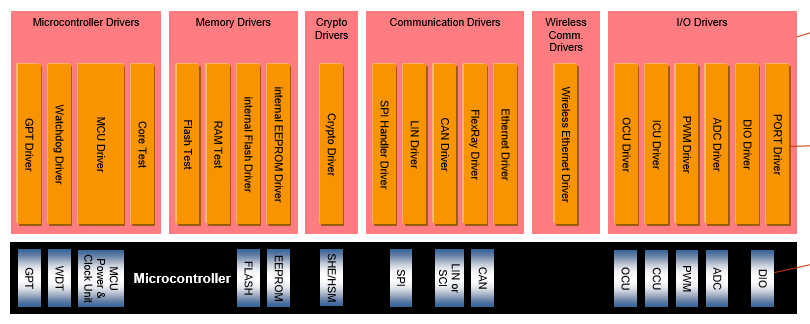 Microcontroller Drivers
Memory Drivers
Crypto
Drivers
Communication Drivers
Wireless
Comm.
Drivers
I/O Drivers
GPT Driver
Watchdog Driver
MCU Driver
Core Test
Flash Test
RAM Test
internal Flash Driver
internal EEPROM Driver
Crypto Driver
SPI Handler Driver
LIN Driver
CAN Driver
FlexRay Driver
Ethernet Driver
Wireless Ethernet Driver
OCU Driver
ICU Driver
PWM Driver
ADC Driver
DIO Driver
PORT Driver
GPT
WDT
MCU
Power &
Clock Unit
Microcontroller
FLASH
EEPROM
SHE/HSM
SPI
LIN or
SCI
CAN
OCU
CCU
PWM
ADC
DIO